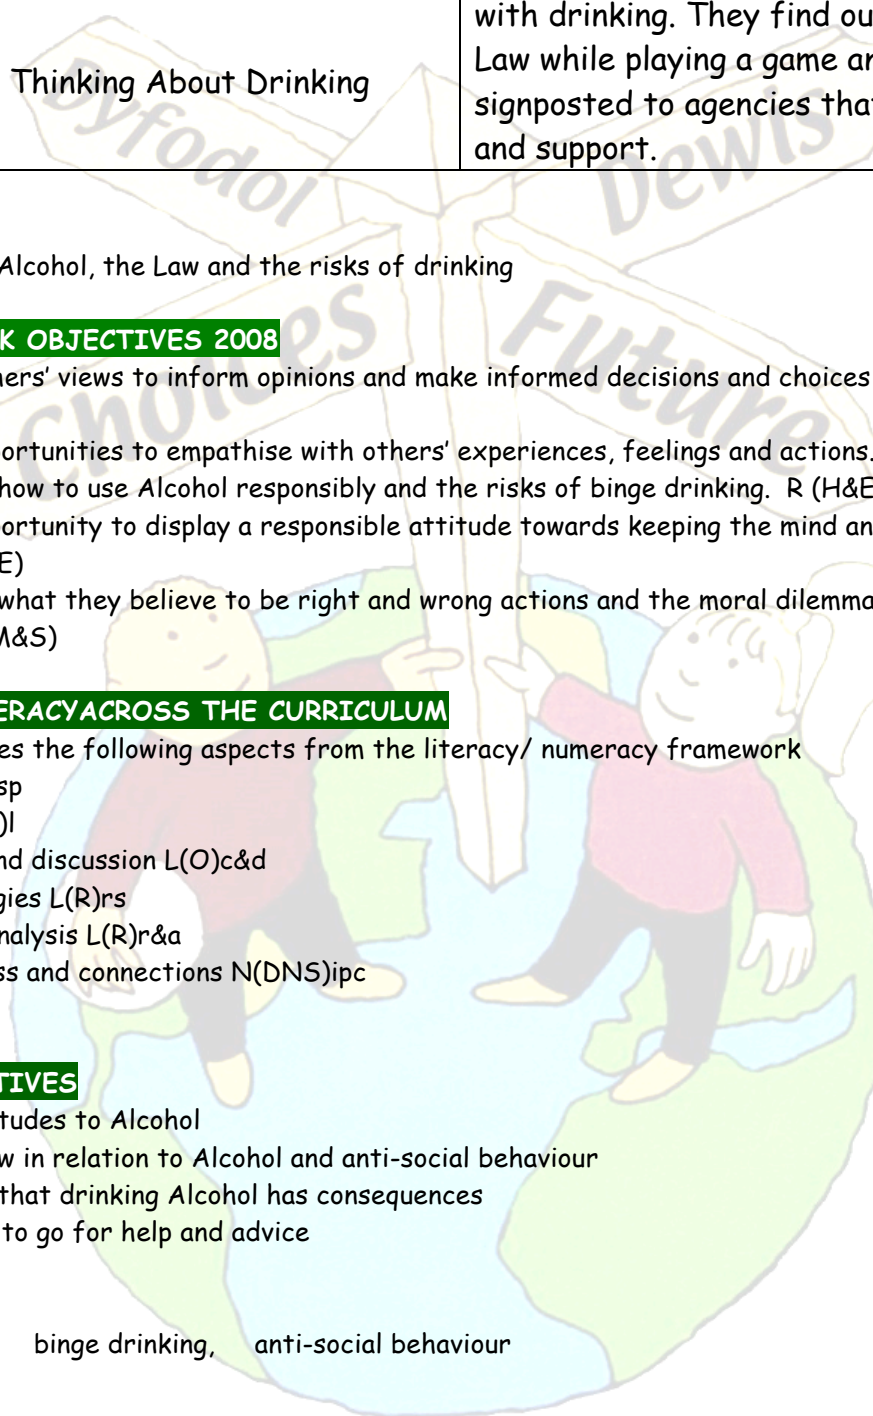 with drinking. They find ou
Law while playing a game a
signposted to agencies tha
and support.
Thinking About Drinking
Dyfodol
Dewis
Choices
Future
Alcohol, the Law and the risks of drinking
K OBJECTIVES 2008
ners’ views to inform opinions and make informed decisions and choices
ortunities to empathise with others’ experiences, feelings and actions.
how to use Alcohol responsibly and the risks of binge drinking. R (H&E
ortunity to display a responsible attitude towards keeping the mind an
E)
what they believe to be right and wrong actions and the moral dilemma
M&S)
ERACYACROSS THE CURRICULUM
es the following aspects from the literacy/ numeracy framework
sp
)l
nd discussion L(O)c&d
gies L(R)rs
nalysis L(R)r&a
ss and connections N(DNS)ipc
TIVES
tudes to Alcohol
w in relation to Alcohol and anti-social behaviour
that drinking Alcohol has consequences
to go for help and advice
binge drinking, anti-social behaviour